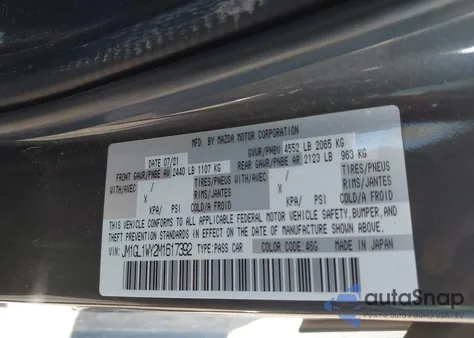 MFD. BY MAZDA MOTOR CORPORATION
DATE 07/21 GVWR/PNBV 4552 LB 2065 KG
FRONT GAWR/PNBE AV 2440 LB 1107 KG REAR GAWR/PNBE AR 2123 LB 963 KG
WITH/AVEC / TIRES/PNEUS WITH/AVEC / TIRES/PNEUS
X RIMS/JANTES X RIMS/JANTES
KPA/ PSI COLD/A FROID KPA/ PSI COLD/A FROID
THIS VEHICLE CONFORMS TO ALL APPLICABLE FEDERAL MOTOR VEHICLE SAFETY, BUMPER, AND
THEFT PREVENTION STANDARDS IN EFFECT ON THE DATE OF MANUFACTURE SHOWN ABOVE.
VIN: JM1GL1WY2M1617392 TYPE: PASS CAR COLOR CODE: 46G MADE IN JAPAN
autoSnap